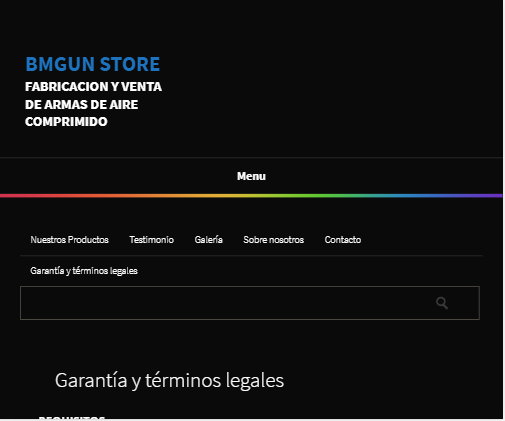 BMGUN STORE
FABRICACION Y VENTA
DE ARMAS DE AIRE
COMPRIMIDO
Menu
Nuestros Productos Testimonio Galería Sobre nosotros Contacto
Garantía y términos legales
Garantía y términos legales
REQUISITOS